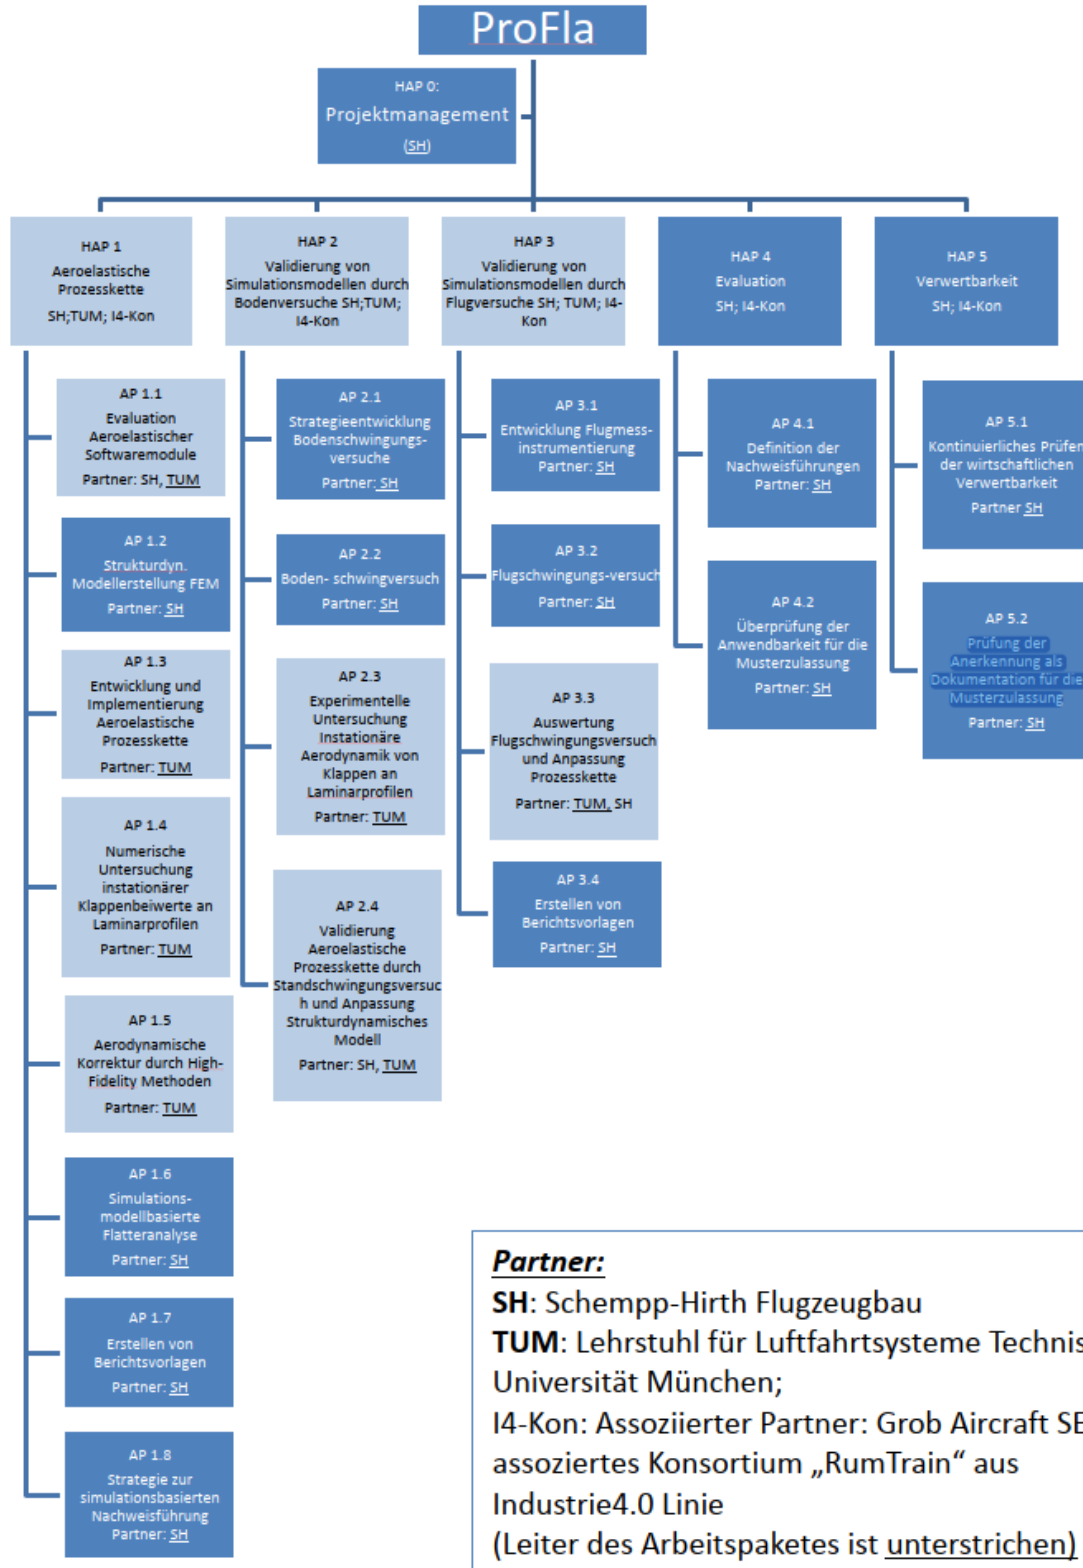 ProFla
HAP 0:
Projektmanagement
(SH)
HAP 1
Aeroelastische
Prozesskette
SH;TUM; I4-Kon
HAP 2
Validierung von
Simulationsmodellen durch
Bodenversuche SH;TUM;
I4-Kon
HAP 3
Validierung von
Simulationsmodellen durch
Flugversuche SH; TUM; I4-
Kon
HAP 4
Evaluation
SH; I4-Kon
HAP 5
Verwertbarkeit
SH; I4-Kon
AP 1.1
Evaluation
Aeroelastischer
Softwaremodule
Partner: SH, TUM
AP 1.2
Strukturdyn.
Modellerstellung FEM
Partner: SH
AP 1.3
Entwicklung und
Implementierung
Aeroelastische
Prozesskette
Partner: TUM
AP 1.4
Numerische
Untersuchung
instationärer
Klappenbeiwerte an
Laminarprofilen
Partner: TUM
AP 1.5
Aerodynamische
Korrektur durch High-
Fidelity Methoden
Partner: TUM
AP 1.6
Simulations-
modellbasierte
Flatteranalyse
Partner: SH
AP 1.7
Erstellen von
Berichtsvorlagen
Partner: SH
AP 1.8
Strategie zur
simulationsbasierten
Nachweisführung
Partner: SH
AP 2.1
Strategieentwicklung
Bodenschwingungs-
versuche
Partner: SH
AP 2.2
Boden- schwingversuch
Partner: SH
AP 2.3
Experimentelle
Untersuchung
Instationäre
Aerodynamik von
Klappen an
Laminarprofilen
Partner: TUM
AP 2.4
Validierung
Aeroelastische
Prozesskette durch
Standschwingungsversuc
h und Anpassung
Strukturdynamisches
Modell
Partner: SH, TUM
AP 3.1
Entwicklung Flugmess-
instrumentierung
Partner: SH
AP 3.2
Flugschwingungs-versuch
Partner: SH
AP 3.3
Auswertung
Flugschwingungsversuch
und Anpassung
Prozesskette
Partner: TUM, SH
AP 3.4
Erstellen von
Berichtsvorlagen
Partner: SH
AP 4.1
Definition der
Nachweisführungen
Partner: SH
AP 4.2
Überprüfung der
Anwendbarkeit für die
Musterzulassung
Partner: SH
AP 5.1
Kontinuierliches Prüfen
der wirtschaftlichen
Verwertbarkeit
Partner SH
AP 5.2
Prüfung der
Anerkennung als
Dokumentation für die
Musterzulassung
Partner: SH
Partner:
SH: Schempp-Hirth Flugzeugbau
TUM: Lehrstuhl für Luftfahrtsysteme Technis
Universität München;
I4-Kon: Assoziierter Partner: Grob Aircraft SE
assoziertes Konsortium „RumTrain“ aus
Industrie4.0 Linie
(Leiter des Arbeitspaketes ist unterstrichen)